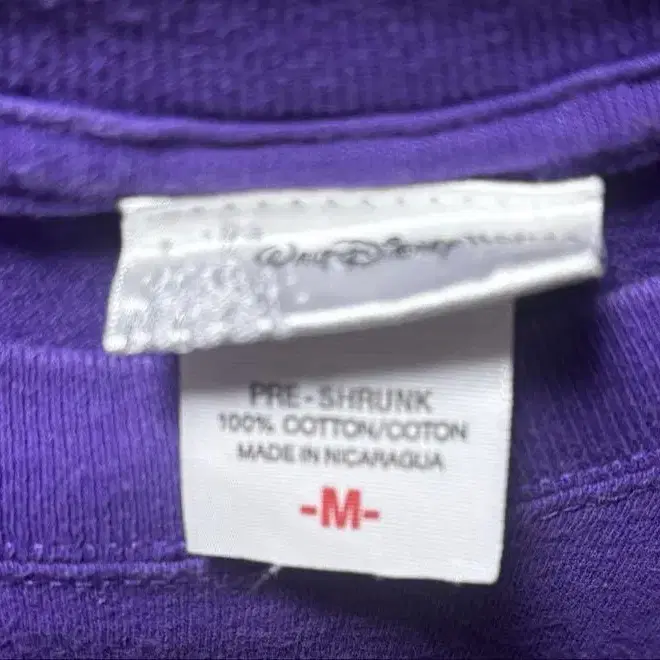 WALT DISNEY
PRE-SHRUNK
100% COTTON/COTON
MADE IN NICARAGUA
-M-